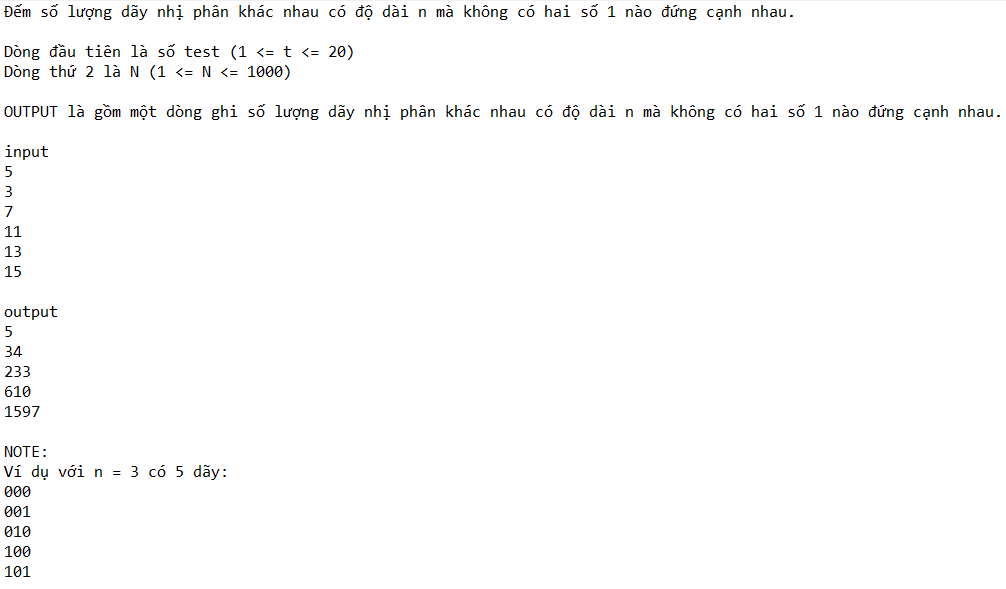 Đếm số lượng dãy nhị phân khác nhau có độ dài n mà không có hai số 1 nào đứng cạnh nhau.
Dòng đầu tiên là số test (1 <= t <= 20)
Dòng thứ 2 là N (1 <= N <= 1000)
OUTPUT là gồm một dòng ghi số lượng dãy nhị phân khác nhau có độ dài n mà không có hai số 1 nào đứng cạnh nhau.
input
5
3
7
11
13
15
output
5
34
233
610
1597
NOTE:
Ví dụ với n = 3 có 5 dãy:
000
001
010
100
101